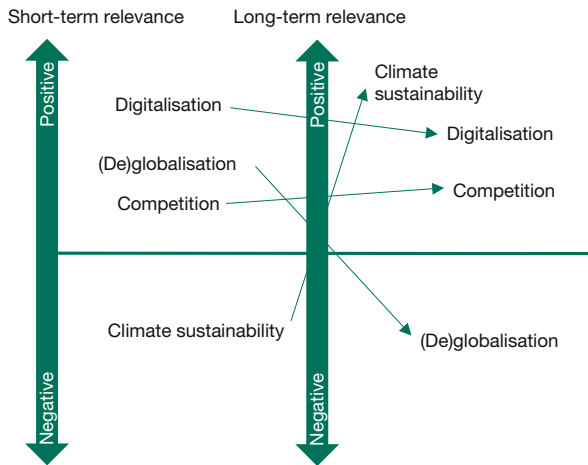 Short-term relevance
Long-term relevance
Positive
Positive
Climate
sustainability
Digitalisation
Digitalisation
(De)globalisation
Competition
Competition
Climate sustainability
(De)globalisation
Negative
Negative